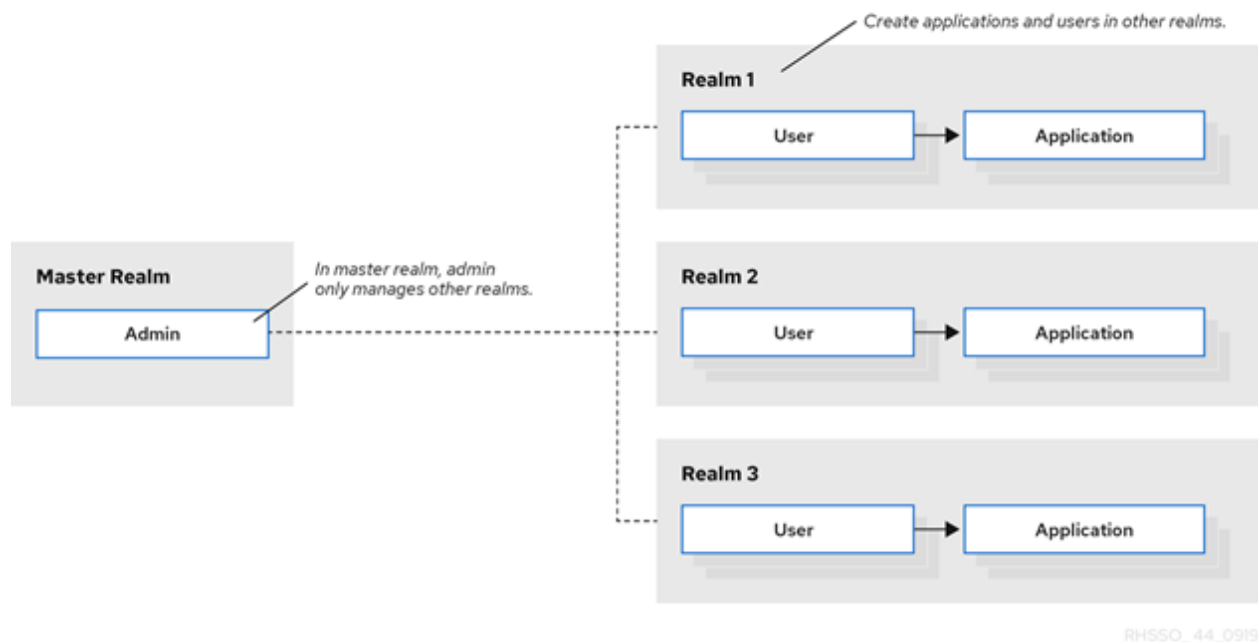 Create applications and users in other realms.
Realm 1
User
Application
Master Realm
In master realm, admin
only manages other realms.
Admin
Realm 2
User
Application
Realm 3
User
Application
RHSSO_44_0919